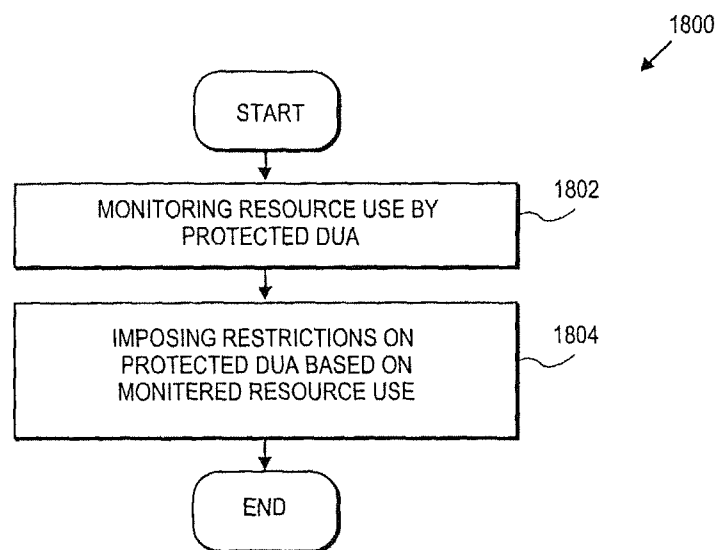 1800
START
MONITORING RESOURCE USE BY
PROTECTED DUA
1802
IMPOSING RESTRICTIONS ON
PROTECTED DUA BASED ON
MONITERED RESOURCE USE
1804
END